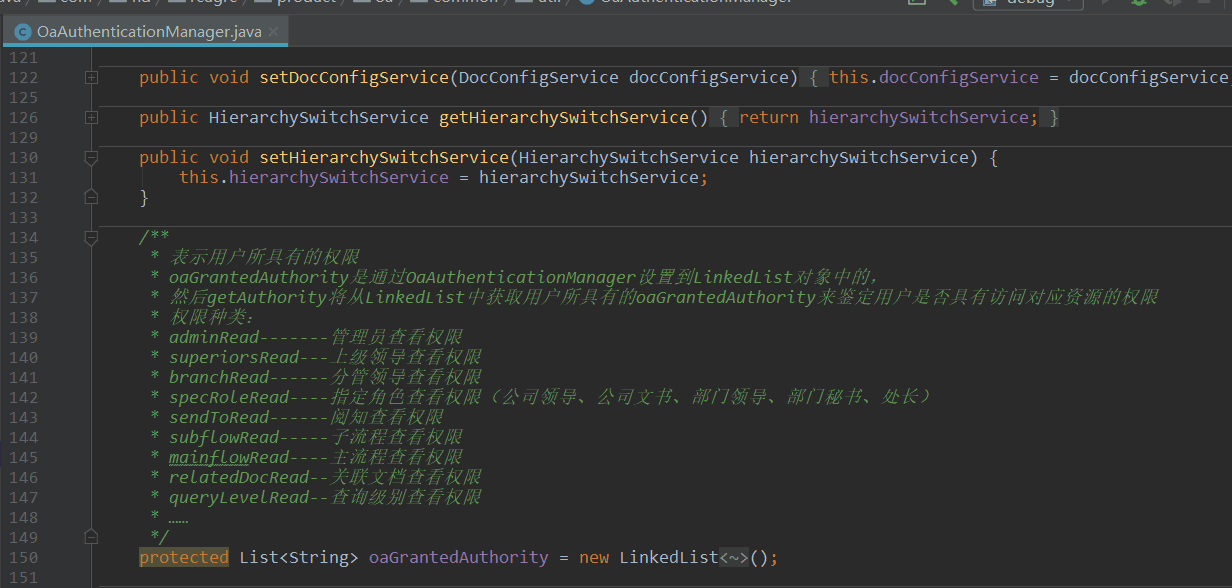 OaAuthenticationManager.java
121
122 public void setDocConfigService(DocConfigService docConfigService) { this.docConfigService = docConfigService
125
126 public HierarchySwitchService getHierarchySwitchService() { return hierarchySwitchService; }
129
130 public void setHierarchySwitchService(HierarchySwitchService hierarchySwitchService) {
131 this.hierarchySwitchService = hierarchySwitchService;
132 }
133
134 /**
135 * 表示用户所具有的权限
136 * oaGrantedAuthority是通过OaAuthenticationManager设置到LinkedList对象中的，
137 * 然后getAuthority将从LinkedList中获取用户所具有的oaGrantedAuthority来鉴定用户是否具有访问对应资源的权限
138 * 权限种类：
139 * adminRead-------管理员查看权限
140 * superiorsRead---上级领导查看权限
141 * branchRead------分管领导查看权限
142 * specRoleRead----指定角色查看权限（公司领导、公司文书、部门领导、部门秘书、处长）
143 * sendToRead------阅知查看权限
144 * subflowRead-----子流程查看权限
145 * mainflowRead----主流程查看权限
146 * relatedDocRead--关联文档查看权限
147 * queryLevelRead--查询级别查看权限
148 * ……
149 */
150 protected List<String> oaGrantedAuthority = new LinkedList<~>();
151